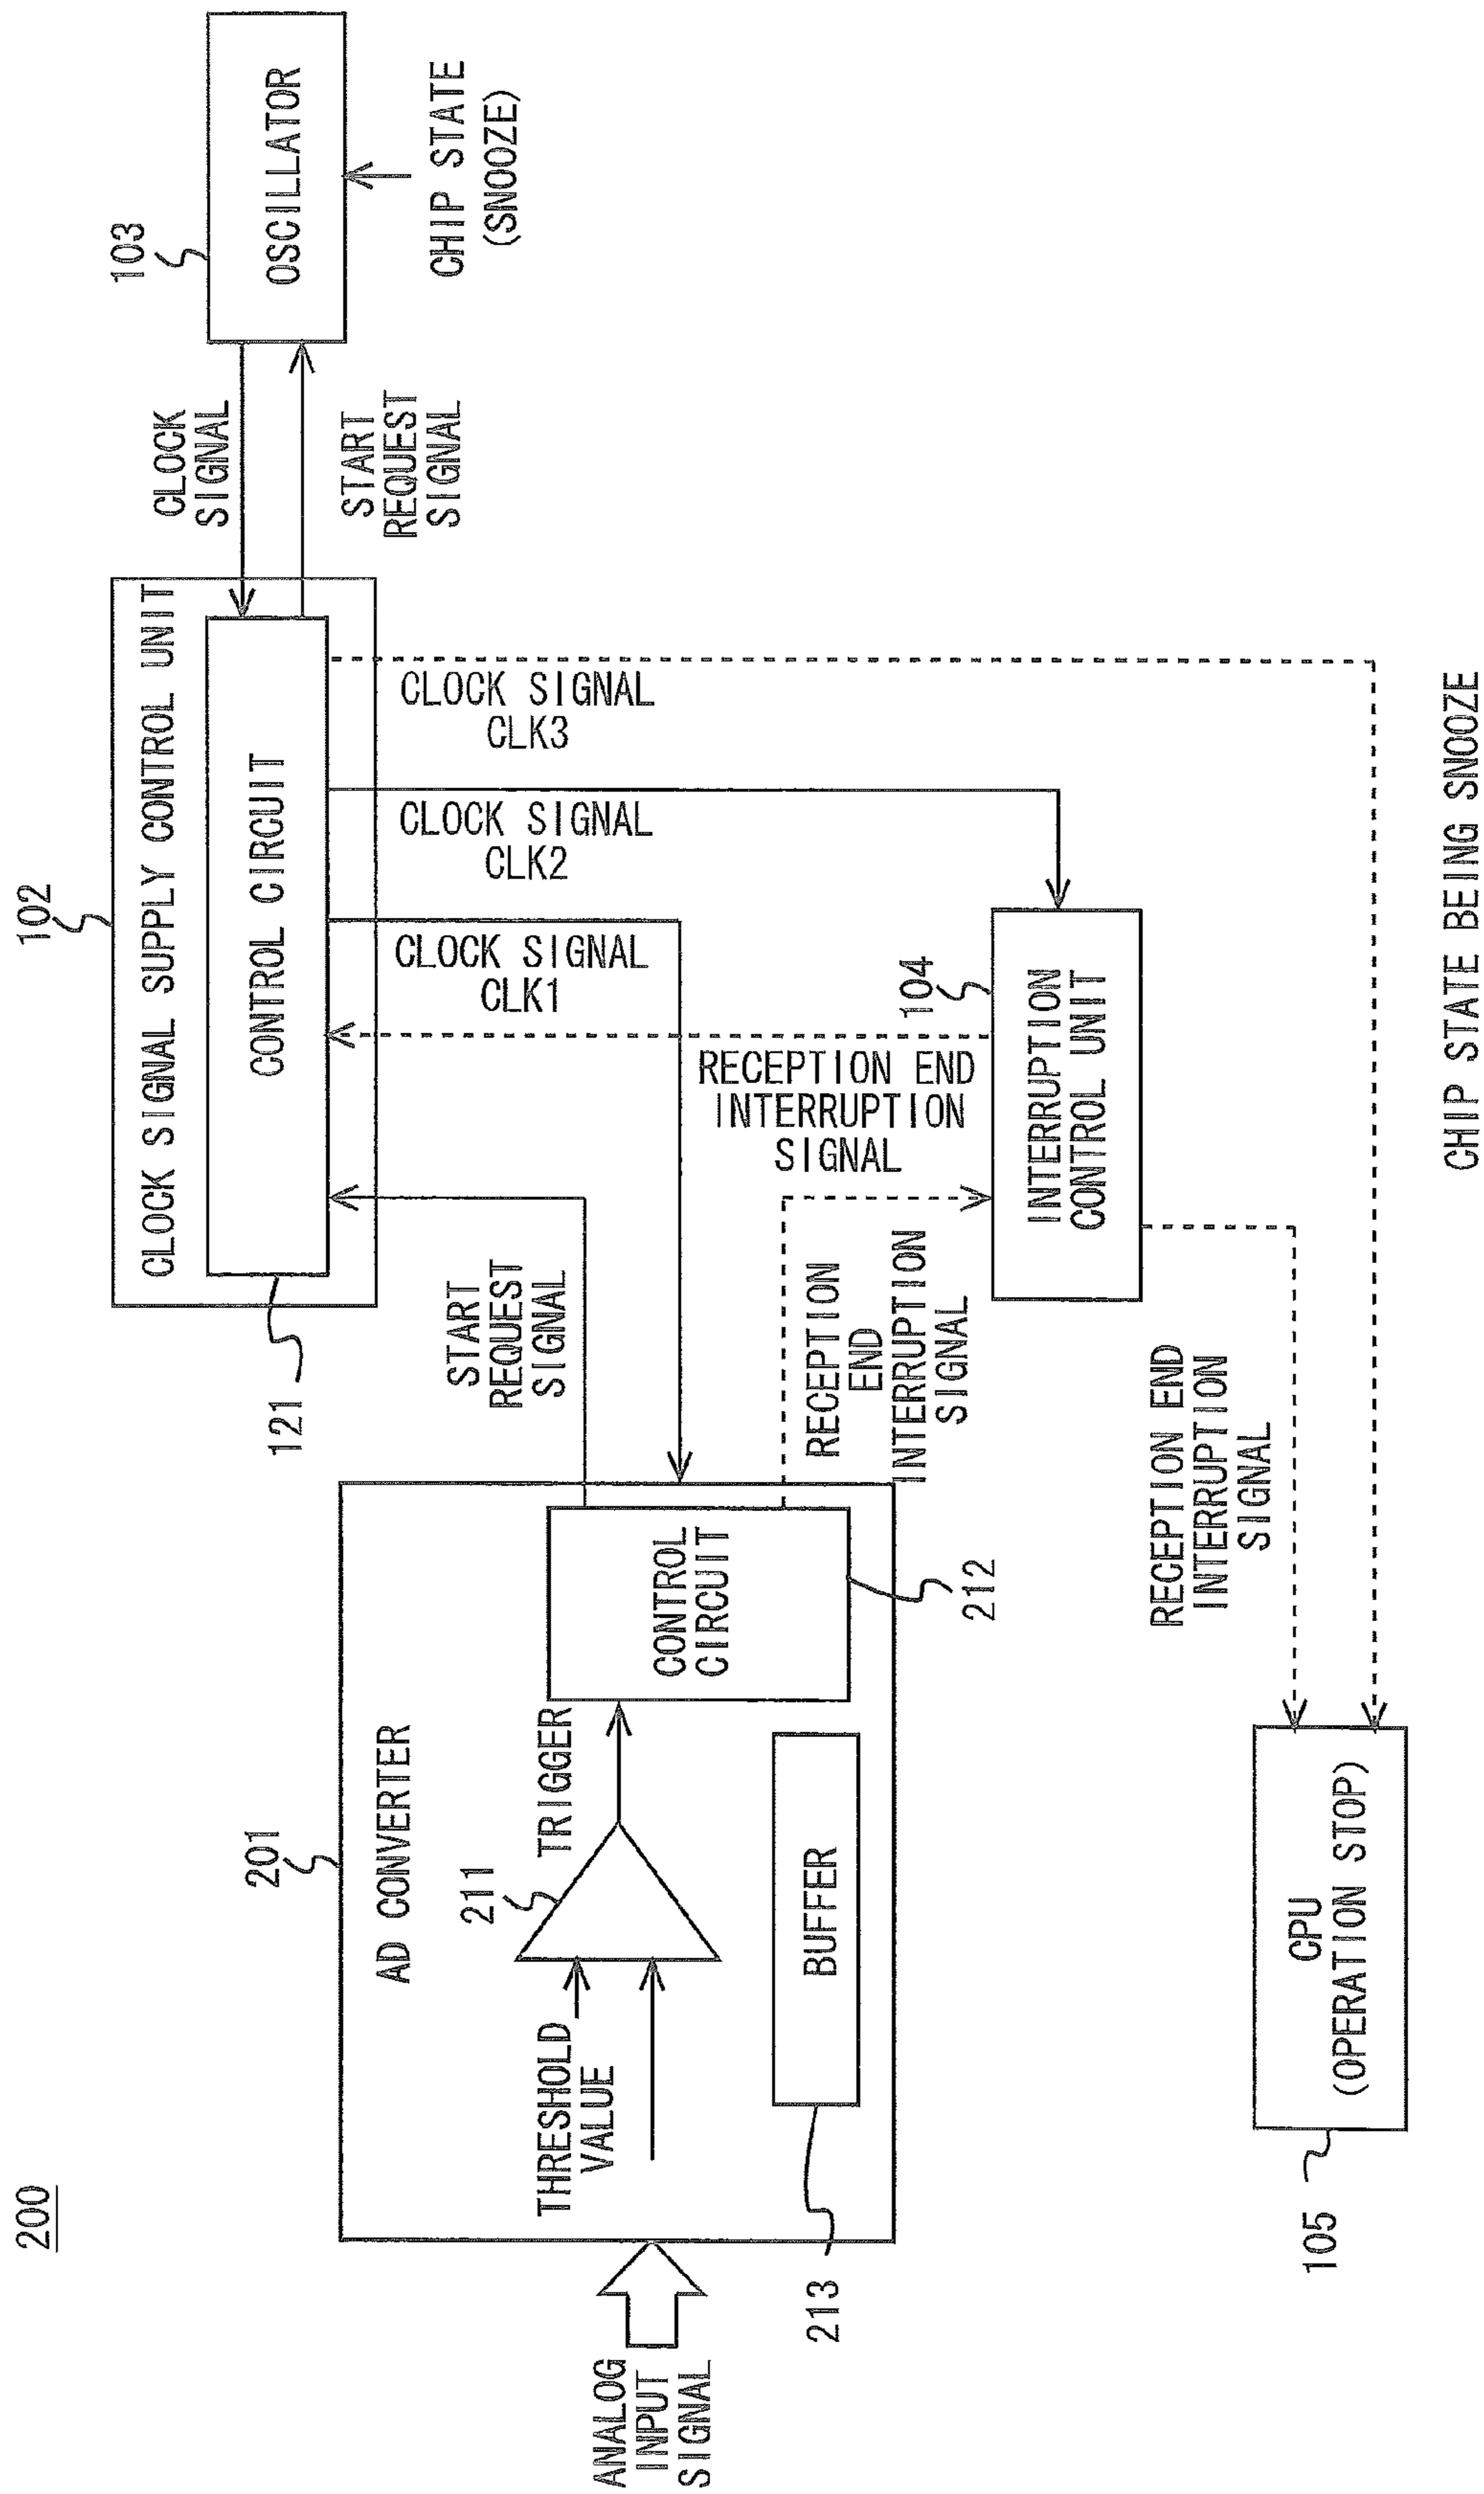 200
ANALOG
INPUT
SIGNAL
201
AD CONVERTER
THRESHOLD
VALUE
211
TRIGGER
CONTROL
CIRCUIT
212
BUFFER
213
START
REQUEST
SIGNAL
RECEPTION
END
INTERRUPTION
SIGNAL
102
CLOCK SIGNAL SUPPLY CONTROL UNIT
CONTROL CIRCUIT
121
CLOCK SIGNAL
CLK1
CLOCK SIGNAL
CLK2
CLOCK SIGNAL
CLK3
RECEPTION END
INTERRUPTION
SIGNAL
104
INTERRUPTION
CONTROL UNIT
CLOCK
SIGNAL
START
REQUEST
SIGNAL
103
OSCILLATOR
CHIP STATE
(SNOOZE)
RECEPTION END
INTERRUPTION
SIGNAL
CPU
(OPERATION STOP)
105
CHIP STATE BEING SNOOZE